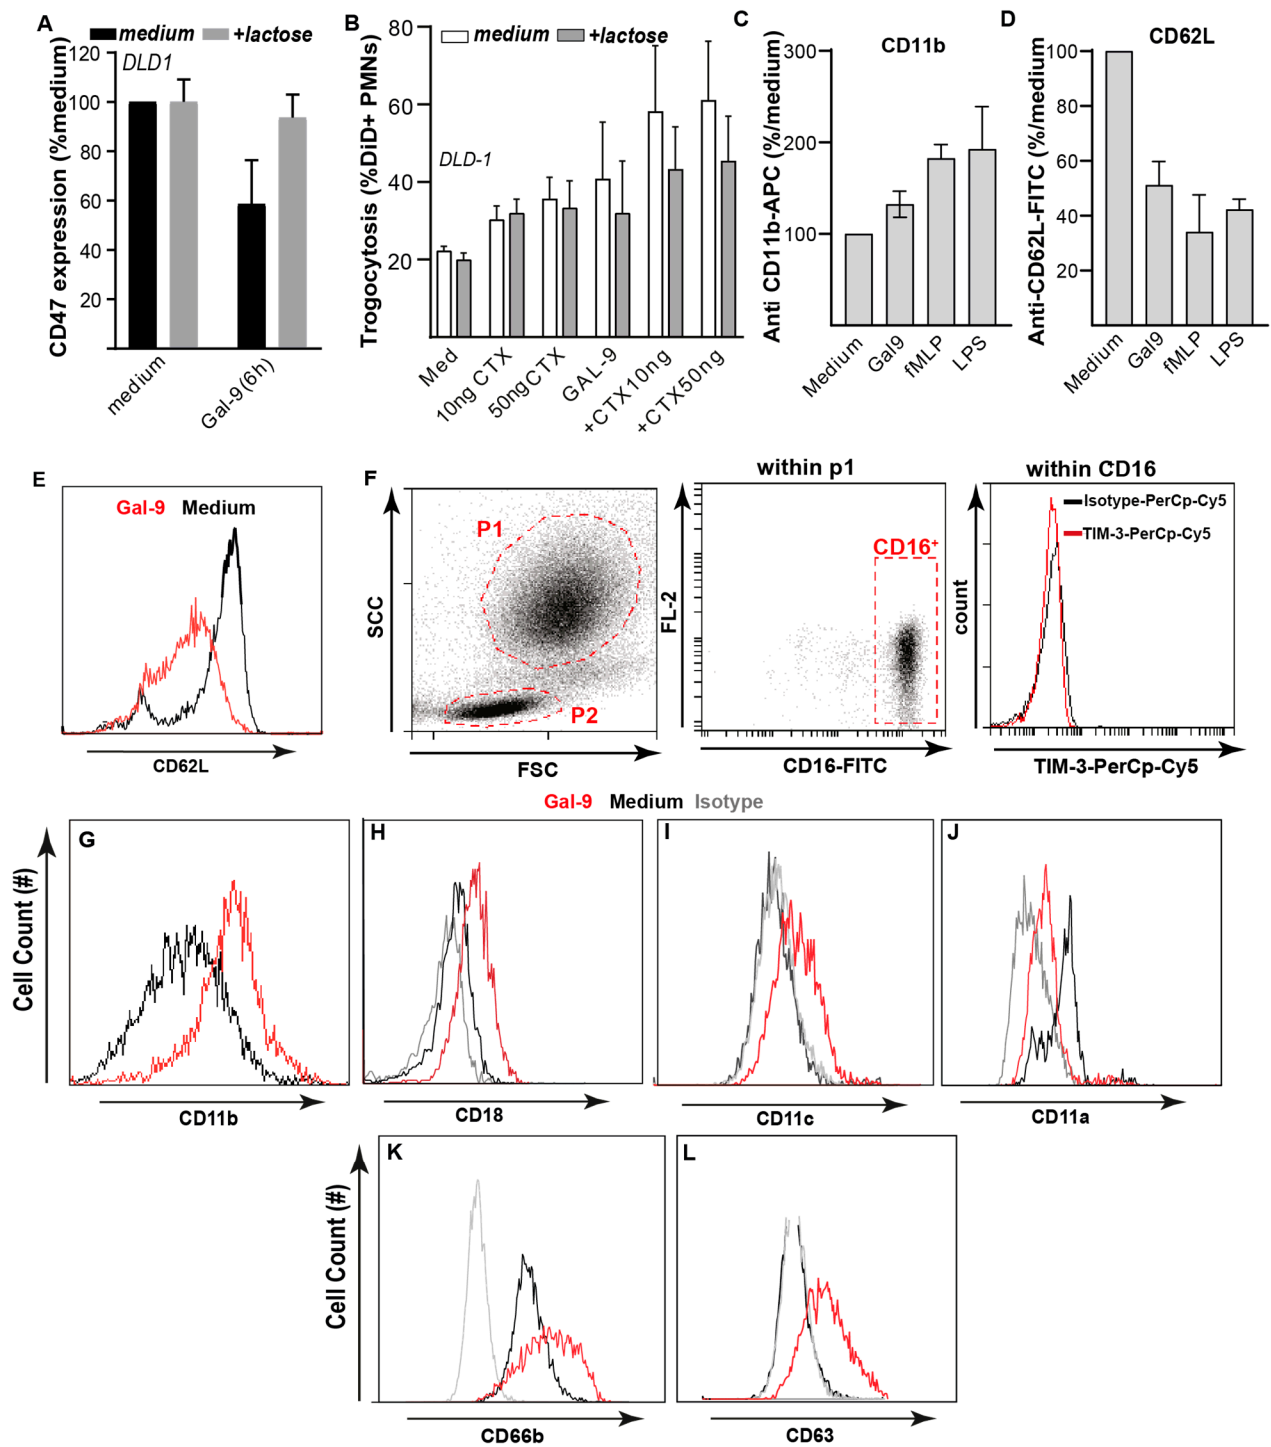 A
medium +lactose
DLD1
CD47 expression (%medium)
120
100
80
60
40
20
medium
Gal-9 (6h)
B
medium +lactose
DLD-1
Trogocytosis (%DiD+ PMNs)
80
60
40
20
Med
10ng CTX
50ngCTX
GAL-9
+CTX10ng
+CTX50ng
C
CD11b
Anti CD11b-APC (%/medium)
300
200
100
Medium
Gal9
fMLP
LPS
D
CD62L
Anti-CD62L-FITC (%/medium
100
80
60
40
20
Medium
Gal9
fMLP
LPS
E
Gal-9 Medium
CD62L
F
P1
P2
SCC
FSC
within p1
CD16+
FL-2
CD16-FITC
within CD16
Isotype-PerCp-Cy5
TIM-3-PerCp-Cy5
count
TIM-3-PerCp-Cy5
Gal-9 Medium Isotype
Cell Count (#)
G
CD11b
H
CD18
I
CD11c
J
CD11a
Cell Count (#)
K
CD66b
L
CD63